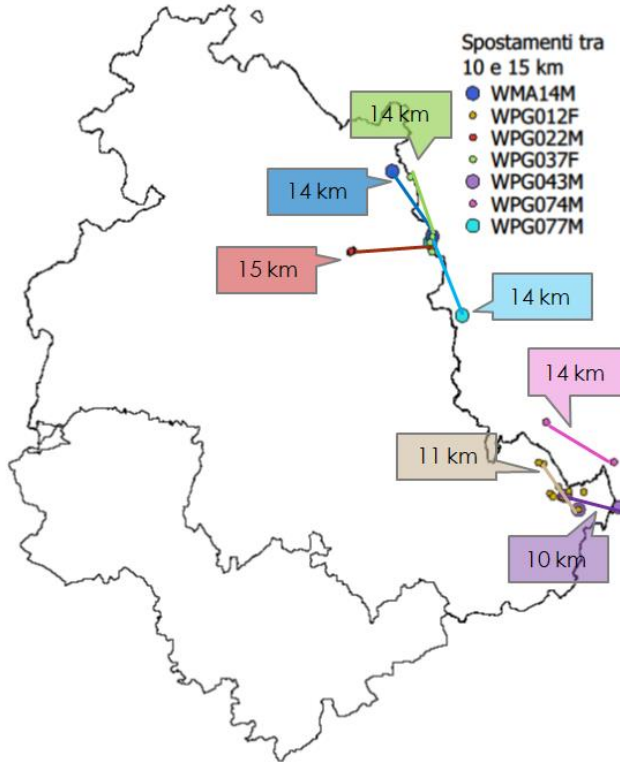 Spostamenti tra
10 e 15 km
WMA14M
WPG012F
WPG022M
WPG037F
WPG043M
WPG074M
WPG077M
14 km
14 km
15 km
14 km
14 km
11 km
10 km